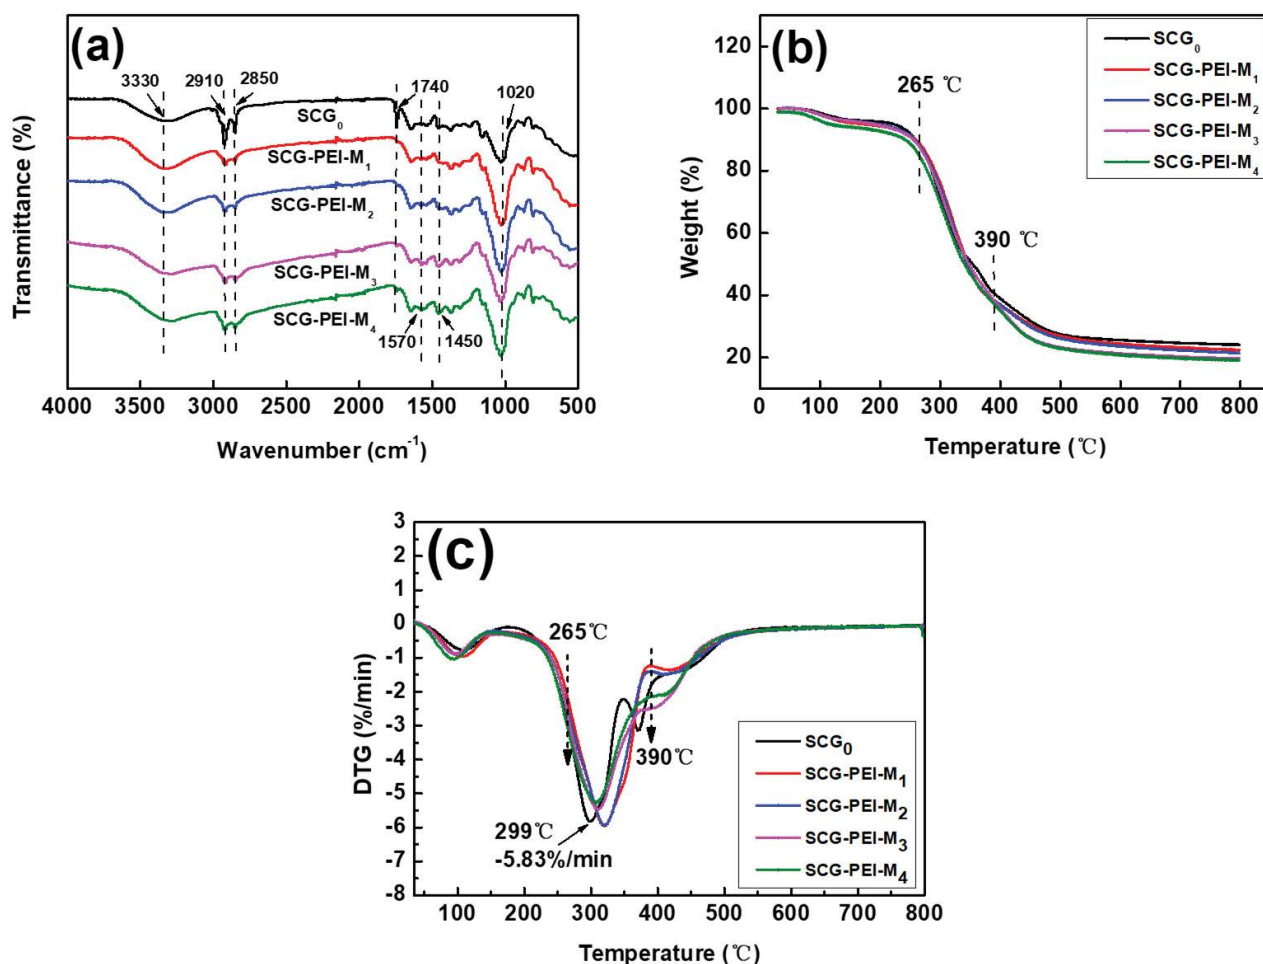 (a)
3330
2910
2850
1740
1020
SCG₀
SCG-PEI-M₁
SCG-PEI-M₂
SCG-PEI-M₃
SCG-PEI-M₄
1570
1450
Transmittance (%)
4000 3500 3000 2500 2000 1500 1000 500
Wavenumber (cm⁻¹)
(b)
265 ℃
390 ℃
SCG₀
SCG-PEI-M₁
SCG-PEI-M₂
SCG-PEI-M₃
SCG-PEI-M₄
Weight (%)
120
100
80
60
40
20
0 100 200 300 400 500 600 700 800
Temperature (℃)
(c)
265℃
390℃
299℃
-5.83%/min
SCG₀
SCG-PEI-M₁
SCG-PEI-M₂
SCG-PEI-M₃
SCG-PEI-M₄
DTG (%/min)
3
2
1
0
-1
-2
-3
-4
-5
-6
-7
-8
100 200 300 400 500 600 700 800
Temperature (℃)